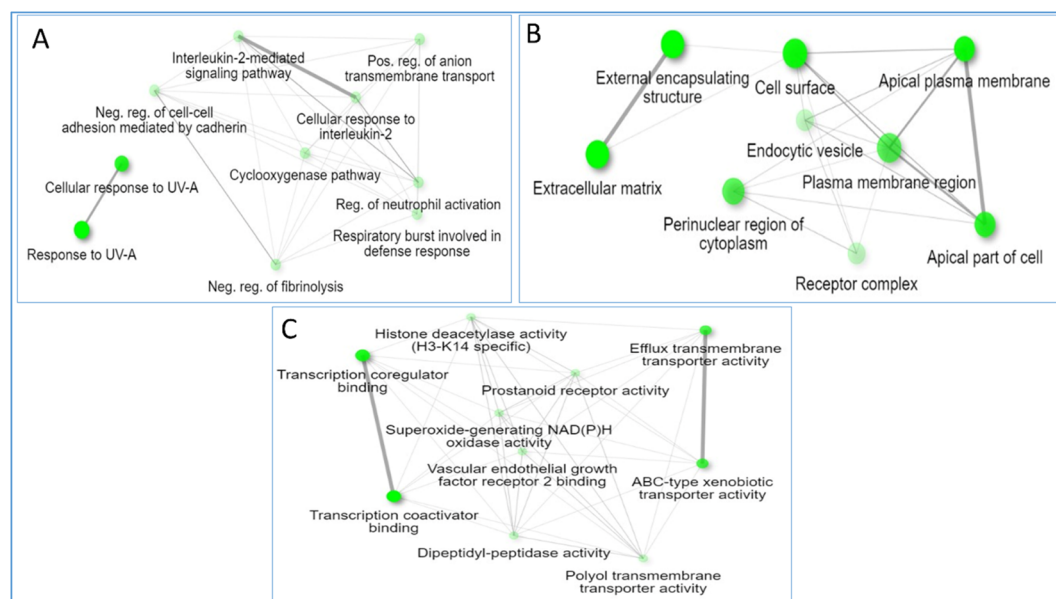 A
Interleukin-2-mediated
signaling pathway
Pos. reg. of anion
transmembrane transport
Neg. reg. of cell-cell
adhesion mediated by cadherin
Cellular response to
interleukin-2
Cyclooxygenase pathway
Cellular response to UV-A
Reg. of neutrophil activation
Respiratory burst involved in
defense response
Response to UV-A
Neg. reg. of fibrinolysis
B
External encapsulating
structure
Cell surface
Apical plasma membrane
Endocytic vesicle
Extracellular matrix
Plasma membrane region
Perinuclear region of
cytoplasm
Apical part of cell
Receptor complex
C
Histone deacetylase activity
(H3-K14 specific)
Efflux transmembrane
transporter activity
Transcription coregulator
binding
Prostanoid receptor activity
Superoxide-generating NAD(P)H
oxidase activity
Vascular endothelial growth
factor receptor 2 binding
ABC-type xenobiotic
transporter activity
Transcription coactivator
binding
Dipeptidyl-peptidase activity
Polyol transmembrane
transporter activity